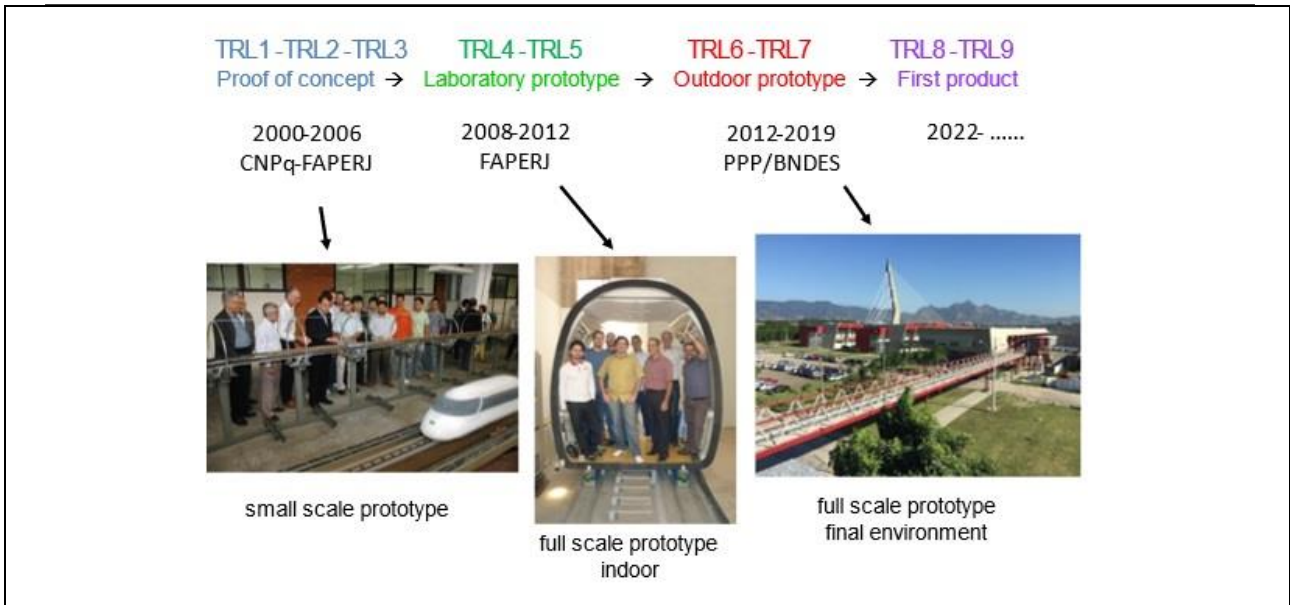 TRL1 -TRL2 -TRL3
Proof of concept →
TRL4 -TRL5
Laboratory prototype →
TRL6 -TRL7
Outdoor prototype →
TRL8 -TRL9
First product
2000-2006
CNPq-FAPERJ
2008-2012
FAPERJ
2012-2019
PPP/BNDES
2022- ......
small scale prototype
full scale prototype
indoor
full scale prototype
final environment